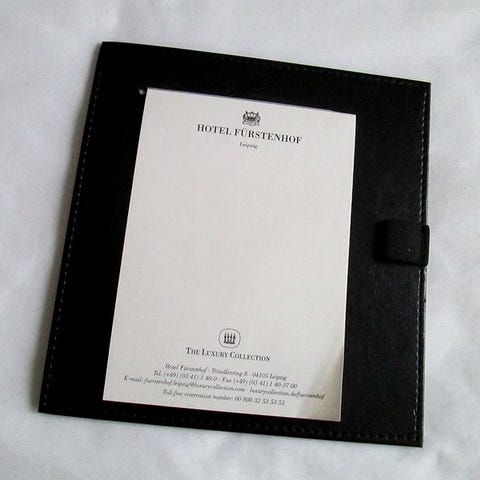 HOTEL FÜRSTENHOF
Leipzig
THE LUXURY COLLECTION
Hotel Fürstenhof - Tröndlinring 8 - 04105 Leipzig
Tel. (+49) (03 41) 1 40-0 - Fax (+49) (03 41) 1 40-37 00
E-mail: fuerstenhof.leipzig@luxurycollection.com - luxurycollection.de/fuerstenhof
Toll-free reservation number: 00 800 32 53 53 53